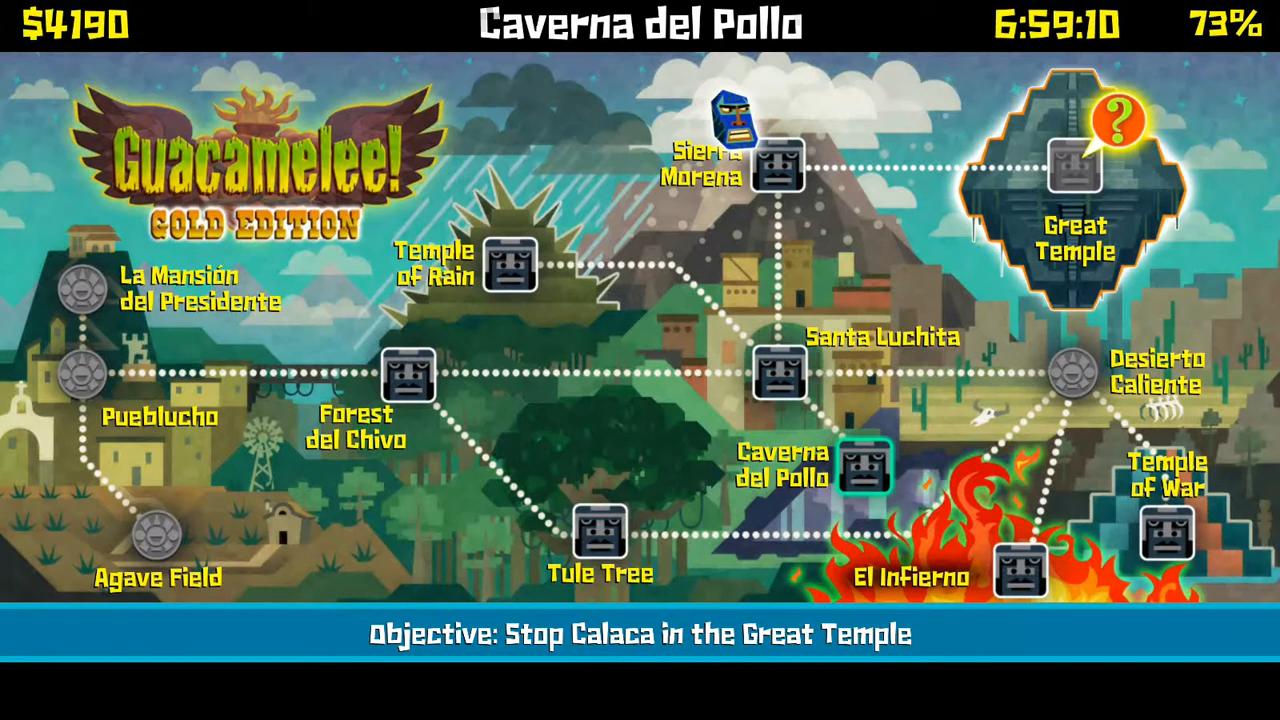 $4190
Caverna del Pollo
6:59:10
73%
Guacamelee!
GOLD EDITION
Sierra
Morena
?
Great
Temple
Temple
of Rain
La Mansión
del Presidente
Santa Luchita
Desierto
Caliente
Pueblucho
Forest
del Chivo
Caverna
del Pollo
Temple
of War
Agave Field
Tule Tree
El Infierno
Objective: Stop Calaca in the Great Temple